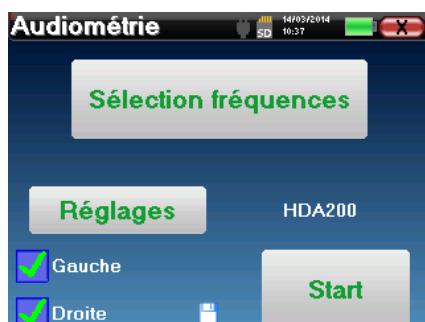 Audiométrie
SD
14/03/2014
10:37
X
Sélection fréquences
Réglages
HDA200
Gauche
Start
Droite